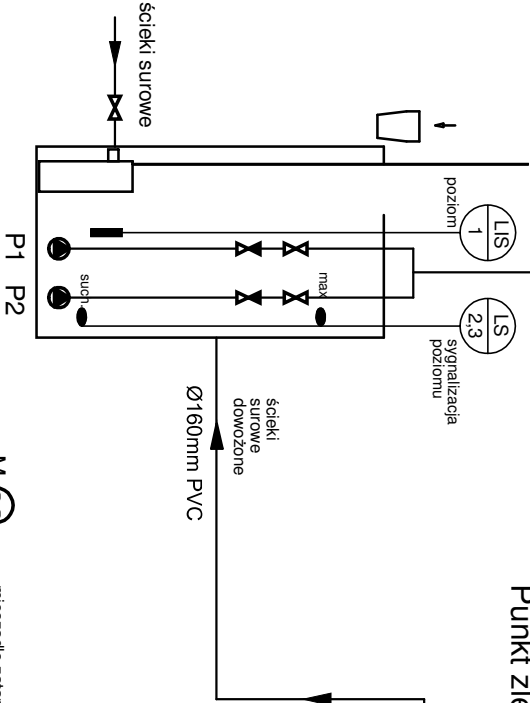 ścieki surowe
poziom
LIS
1
LS
2,3
sygnalizacja
poziomu
max
such.
P1
P2
ścieki
surowe
dowożone
Ø160mm PVC
Punkt zle